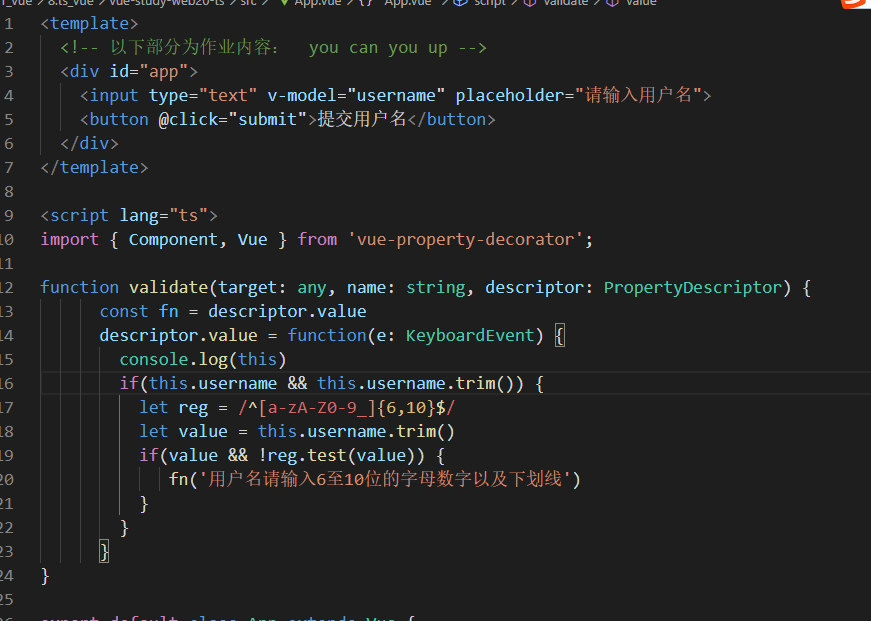 1_vue > 8.ts_vue > vue-study-web20-ts > src > App.vue > {} "App.vue" > script > validate > value
1 <template>
2 <!-- 以下部分为作业内容： you can you up -->
3 <div id="app">
4 <input type="text" v-model="username" placeholder="请输入用户名">
5 <button @click="submit">提交用户名</button>
6 </div>
7 </template>
8
9 <script lang="ts">
10 import { Component, Vue } from 'vue-property-decorator';
11
12 function validate(target: any, name: string, descriptor: PropertyDescriptor) {
13 const fn = descriptor.value
14 descriptor.value = function(e: KeyboardEvent) {
15 console.log(this)
16 if(this.username && this.username.trim()) {
17 let reg = /^[a-zA-Z0-9_]{6,10}$/
18 let value = this.username.trim()
19 if(value && !reg.test(value)) {
20 fn('用户名请输入6至10位的字母数字以及下划线')
21 }
22 }
23 }
24 }
25
26 export default class App extends Vue {